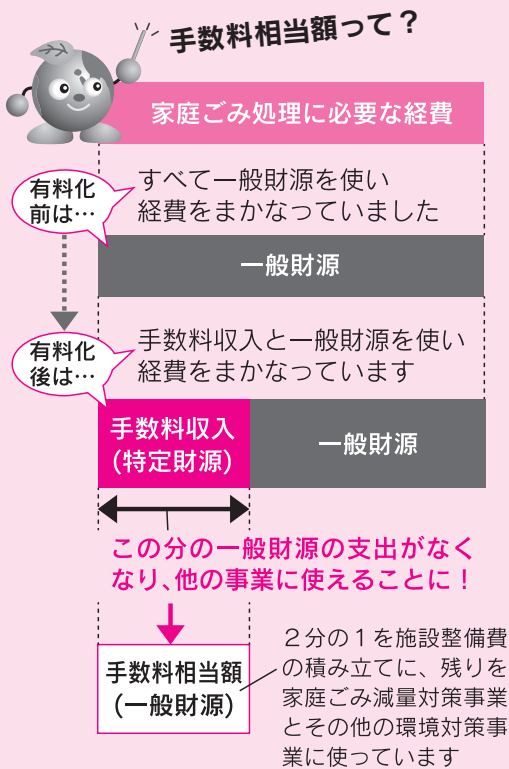 手数料相当額って？
家庭ごみ処理に必要な経費
有料化
前は…
すべて一般財源を使い
経費をまかなっていました
一般財源
有料化
後は…
手数料収入と一般財源を使い
経費をまかなっています
手数料収入
(特定財源)
一般財源
この分の一般財源の支出がなく
なり、他の事業に使えることに！
手数料相当額
(一般財源)
２分の１を施設整備費
の積み立てに、残りを
家庭ごみ減量対策事業
とその他の環境対策事
業に使っています